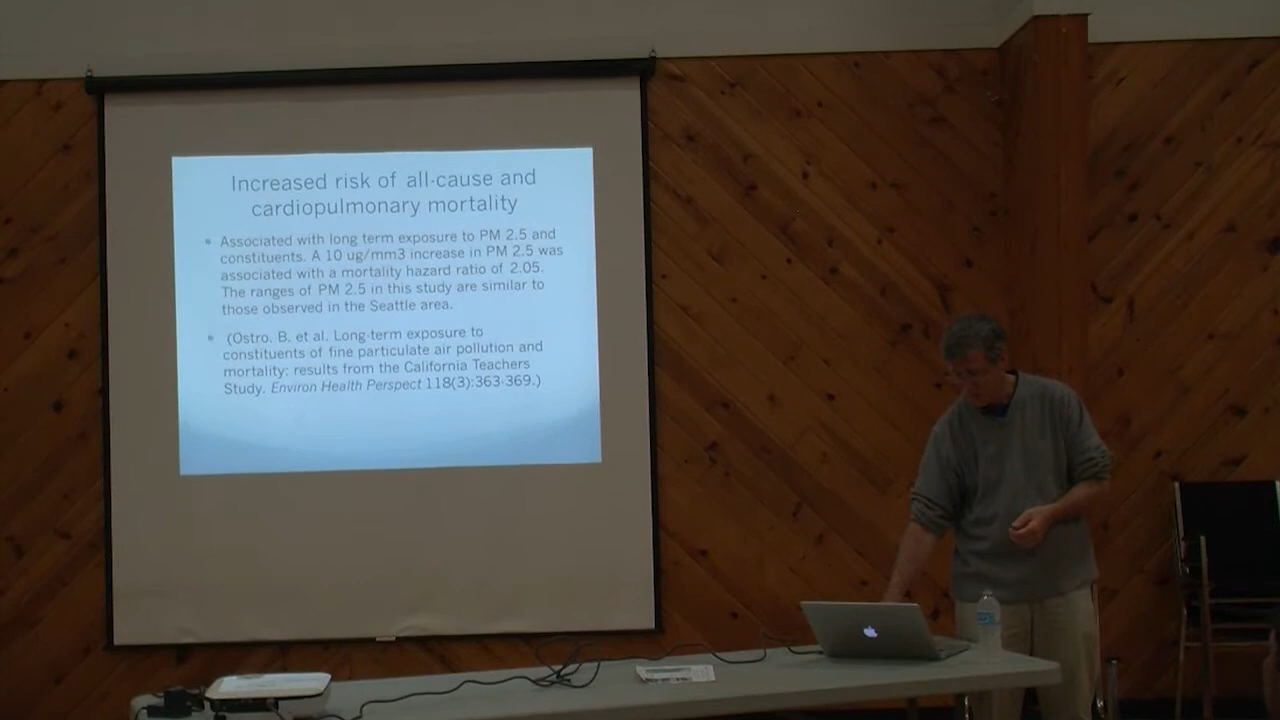 Increased risk of all-cause and
cardiopulmonary mortality
• Associated with long term exposure to PM 2.5 and
constituents. A 10 ug/mm3 increase in PM 2.5 was
associated with a mortality hazard ratio of 2.05.
The ranges of PM 2.5 in this study are similar to
those observed in the Seattle area.
• (Ostro. B. et al. Long-term exposure to
constituents of fine particulate air pollution and
mortality: results from the California Teachers
Study. Environ Health Perspect 118(3):363-369.)